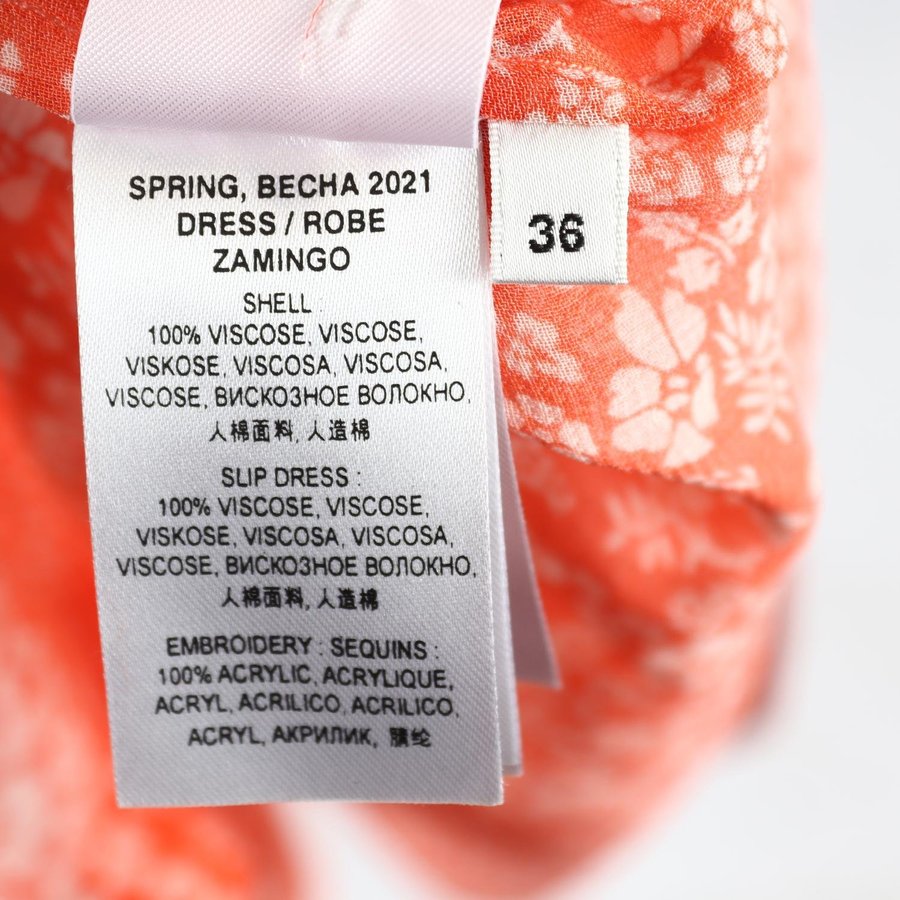 SPRING, ВЕСНА 2021
DRESS / ROBE
ZAMINGO
SHELL :
100% VISCOSE, VISCOSE,
VISKOSE, VISCOSA, VISCOSA,
VISCOSE, ВИСКОЗНОЕ ВОЛОКНО,
人棉面料, 人造棉
SLIP DRESS :
100% VISCOSE, VISCOSE,
VISKOSE, VISCOSA, VISCOSA,
VISCOSE, ВИСКОЗНОЕ ВОЛОКНО,
人棉面料, 人造棉
EMBROIDERY : SEQUINS :
100% ACRYLIC, ACRYLIQUE,
ACRYL, ACRILICO, ACRILICO,
ACRYL, АКРИЛИК, 腈纶
36